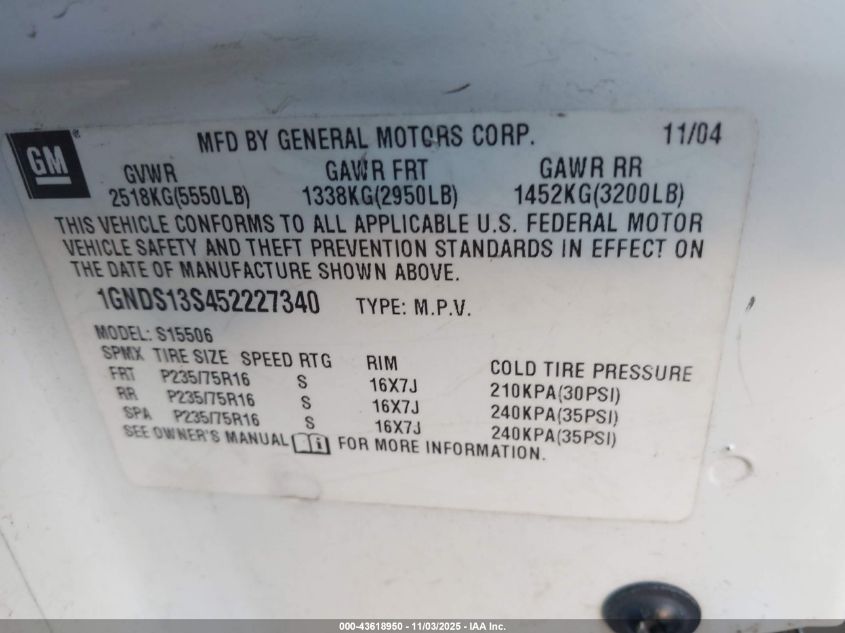 GM
MFD BY GENERAL MOTORS CORP. 11/04
GVWR GAWR FRT GAWR RR
2518KG(5550LB) 1338KG(2950LB) 1452KG(3200LB)
THIS VEHICLE CONFORMS TO ALL APPLICABLE U.S. FEDERAL MOTOR
VEHICLE SAFETY AND THEFT PREVENTION STANDARDS IN EFFECT ON
THE DATE OF MANUFACTURE SHOWN ABOVE.
1GNDS13S452227340 TYPE: M.P.V.
MODEL: S15506
SPMX TIRE SIZE SPEED RTG RIM COLD TIRE PRESSURE
FRT P235/75R16 S 16X7J 210KPA(30PSI)
RR P235/75R16 S 16X7J 240KPA(35PSI)
SPA P235/75R16 S 16X7J 240KPA(35PSI)
SEE OWNER'S MANUAL i FOR MORE INFORMATION.
000-43618950 - 11/03/2025 - IAA Inc.